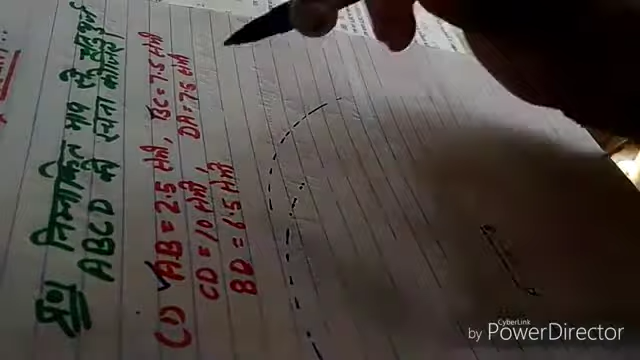 प्रश्न निम्नांकित माप से चतुर्भुज
ABCD की रचना कीजिए
(1) AB = 2.5 सेमी, BC = 7.5 सेमी
CD = 10 सेमी, DA = 7.5 सेमी
BD = 6.5 सेमी
CyberLink
by PowerDirector